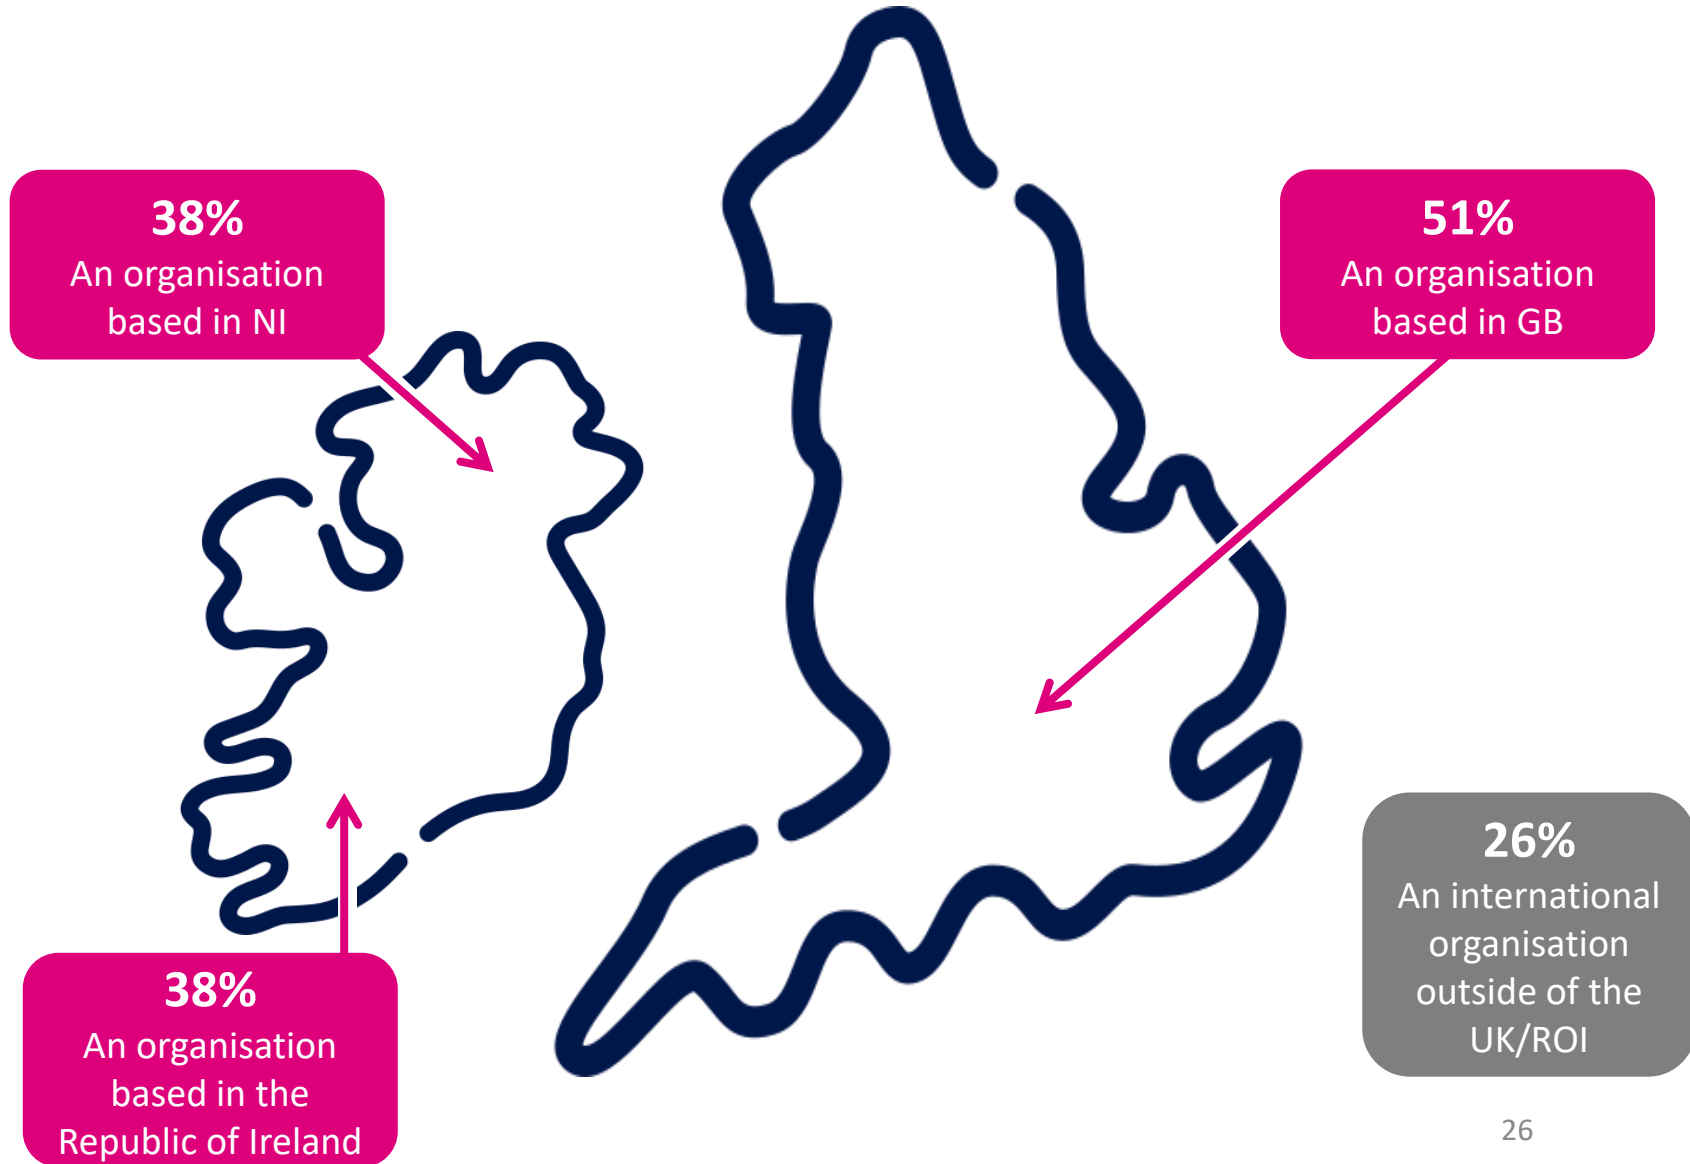 38%
An organisation
based in NI
51%
An organisation
based in GB
38%
An organisation
based in the
Republic of Ireland
26%
An international
organisation
outside of the
UK/ROI
26